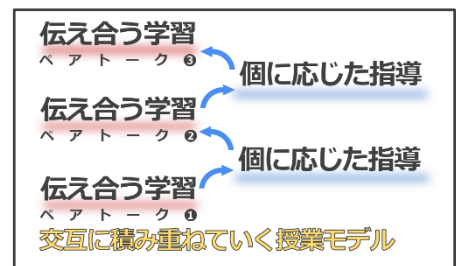 伝え合う学習
ペアトーク❸
個に応じた指導
伝え合う学習
ペアトーク❷
個に応じた指導
伝え合う学習
ペアトーク❶
交互に積み重ねていく授業モデル